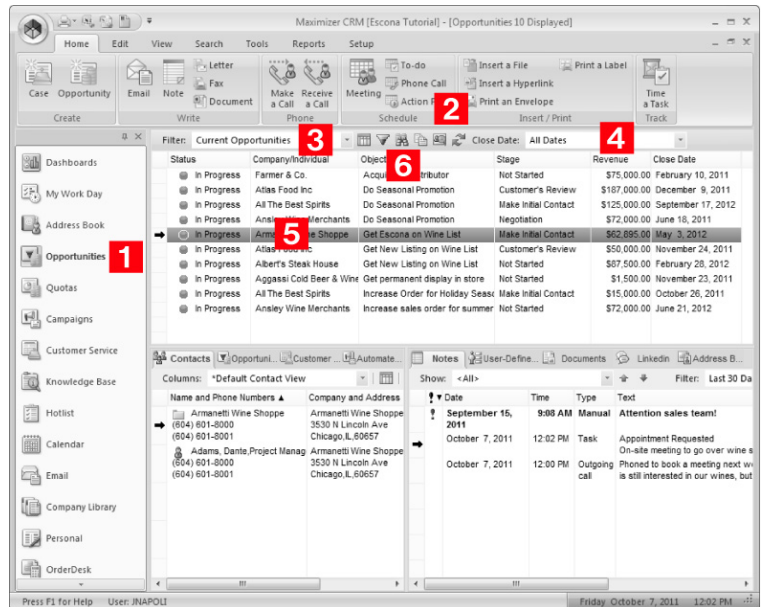 Maximizer CRM [Escona Tutorial] - [Opportunities 10 Displayed]
Home Edit View Search Tools Reports Setup
Case Opportunity
Create
Email Note Letter
Fax
Document
Write
Make a Call Receive a Call
Phone
Meeting To-do
Phone Call
Action
Schedule
2
Insert a File Print a Label
Insert a Hyperlink
Print an Envelope
Insert / Print
Time a Task
Track
Dashboards
My Work Day
Address Book
Opportunities 1
Quotas
Campaigns
Customer Service
Knowledge Base
Hotlist
Calendar
Email
Company Library
Personal
OrderDesk
Filter: Current Opportunities 3 Close Date: All Dates 4
6
Status Company/Individual Objec Stage Revenue Close Date
In Progress Farmer & Co. Acqu tributor Not Started $75,000.00 February 10, 2011
In Progress Atlas Food Inc Do Seasonal Promotion Customer's Review $187,000.00 December 9, 2011
In Progress All The Best Spirits Do Seasonal Promotion Make Initial Contact $125,000.00 September 17, 2012
In Progress Ansley Wine Merchants Do Seasonal Promotion Negotiation $72,000.00 June 18, 2011
In Progress Arma e Shoppe Get Escona on Wine List Make Initial Contact $62,895.00 May 3, 2012
5
In Progress Atlas Food Inc Get New Listing on Wine List Customer's Review $50,000.00 November 24, 2011
In Progress Albert's Steak House Get New Listing on Wine List Not Started $87,500.00 February 28, 2012
In Progress Aggassi Cold Beer & Wine Get permanent display in store Not Started $1,500.00 November 23, 2011
In Progress All The Best Spirits Increase Order for Holiday Seaso Make Initial Contact $15,000.00 October 26, 2011
In Progress Ansley Wine Merchants Increase sales order for summer Not Started $72,000.00 June 21, 2012
Contacts Opportuni... Customer ... Automate...
Columns: *Default Contact View
Name and Phone Numbers ▲ Company and Address
Armanetti Wine Shoppe Armanetti Wine Shoppe
(604) 601-8000 3530 N Lincoln Ave
(604) 601-8001 Chicago,IL,60657
Adams, Dante,Project Manag Armanetti Wine Shoppe
(604) 601-8000 3530 N Lincoln Ave
(604) 601-8001 Chicago,IL,60657
Notes User-Define... Documents Linkedin Address B...
Show: <All> Filter: Last 30 Da
! ▼ Date Time Type Text
! September 15, 2011 9:08 AM Manual Attention sales team!
October 7, 2011 12:02 PM Task Appointment Requested
On-site meeting to go over wine s
October 7, 2011 12:00 PM Outgoing call Phoned to book a meeting next w
is still interested in our wines, but
Press F1 for Help User: JNAPOLI Friday October 7, 2011 12:02 PM